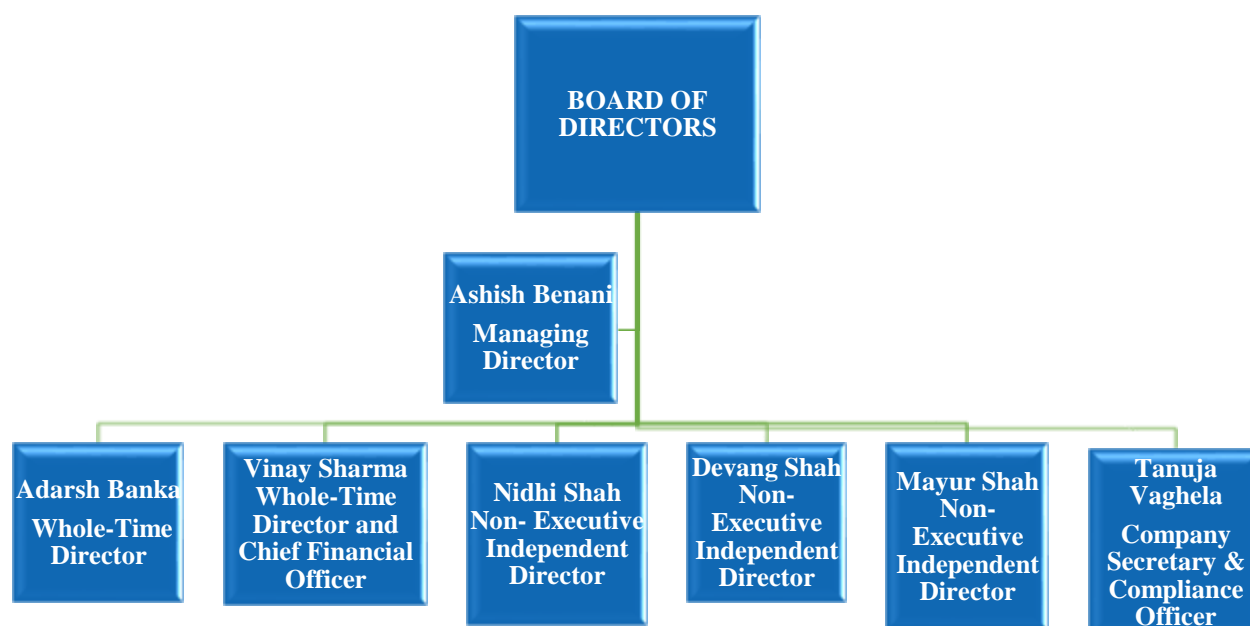 BOARD OF
DIRECTORS
Ashish Benani
Managing
Director
Adarsh Banka
Whole-Time
Director
Vinay Sharma
Whole-Time
Director and
Chief Financial
Officer
Nidhi Shah
Non- Executive
Independent
Director
Devang Shah
Non-
Executive
Independent
Director
Mayur Shah
Non-
Executive
Independent
Director
Tanuja
Vaghela
Company
Secretary &
Compliance
Officer